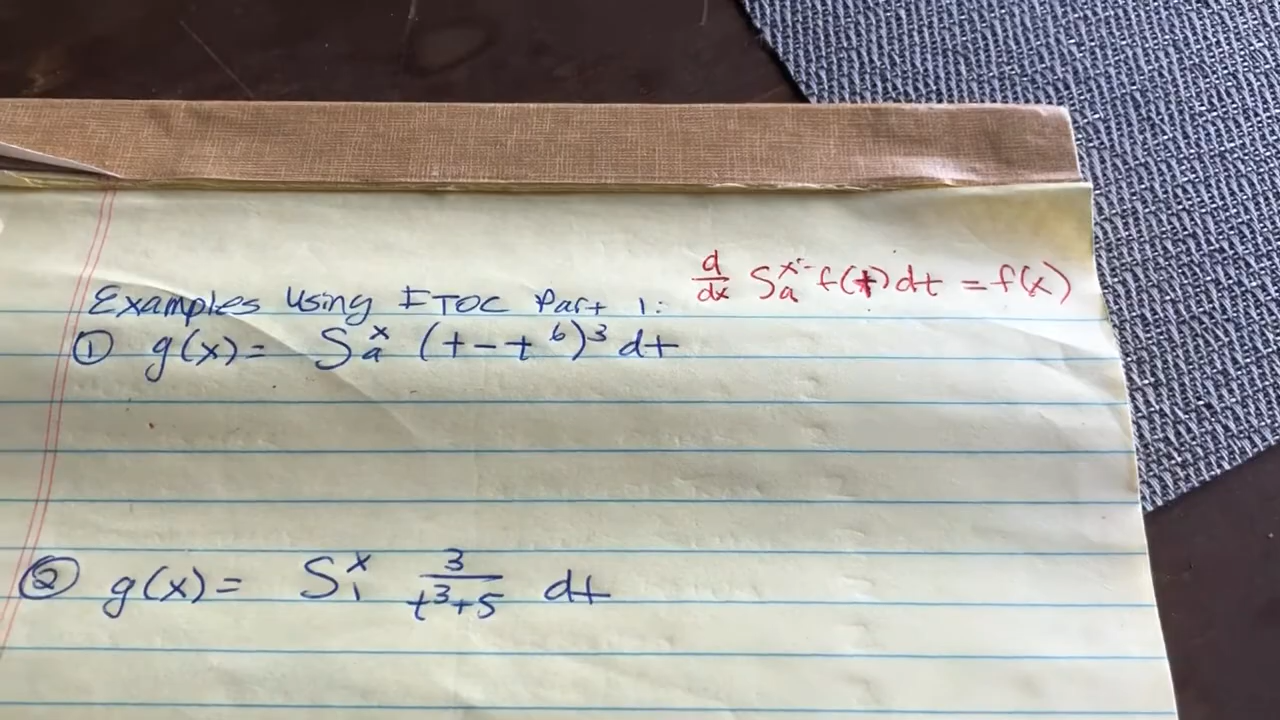 d/dx ∫ₐˣ f(t) dt = f(x)
Examples Using FTOC Part 1:
① g(x) = ∫ₐˣ (t - t⁶)³ dt
② g(x) = ∫₁ˣ 3/(t³+5) dt